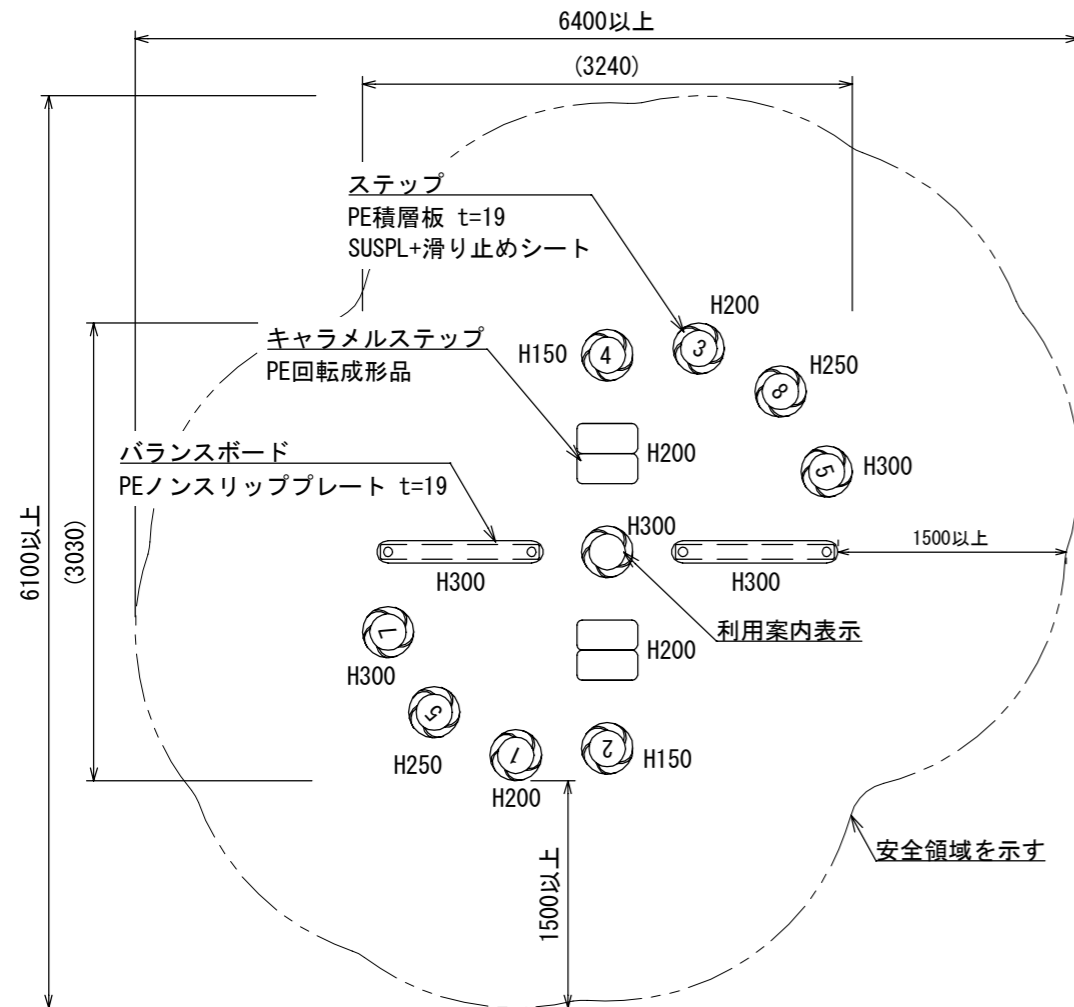 6400以上
(3240)
ステップ
PE積層板 t=19
SUSPL+滑り止めシート
H200
キャラメルステップ
PE回転成形品
H150
4
3
H250
8
バランスボード
PEノンスリッププレート t=19
H200
5
H300
6100以上
(3030)
H300
1500以上
H300
H300
利用案内表示
7
H200
H300
5
H250
1
H200
2
H150
1500以上
安全領域を示す